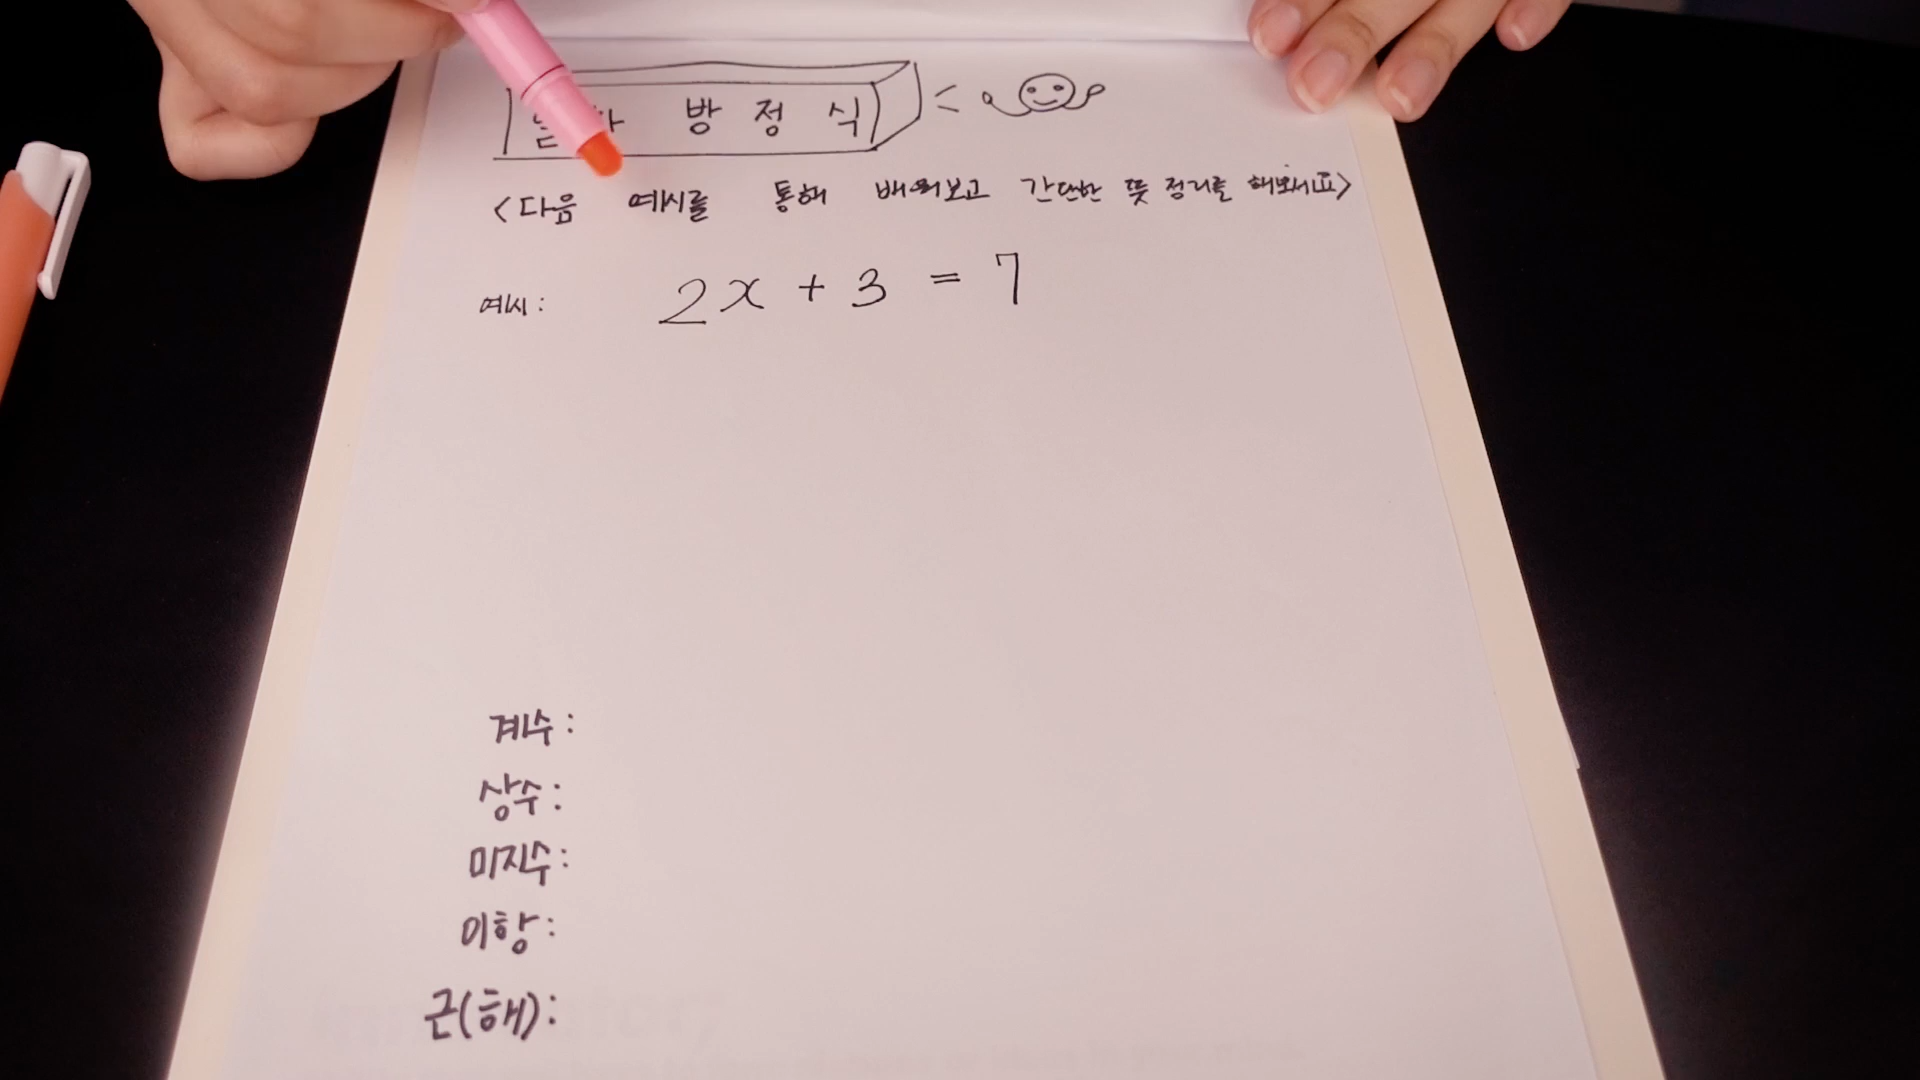 방정식
<다음 예시를 통해 배워보고 간단한 뜻 정리를 해보세요>
예시: 2x + 3 = 7
계수:
상수:
미지수:
이항:
근(해):